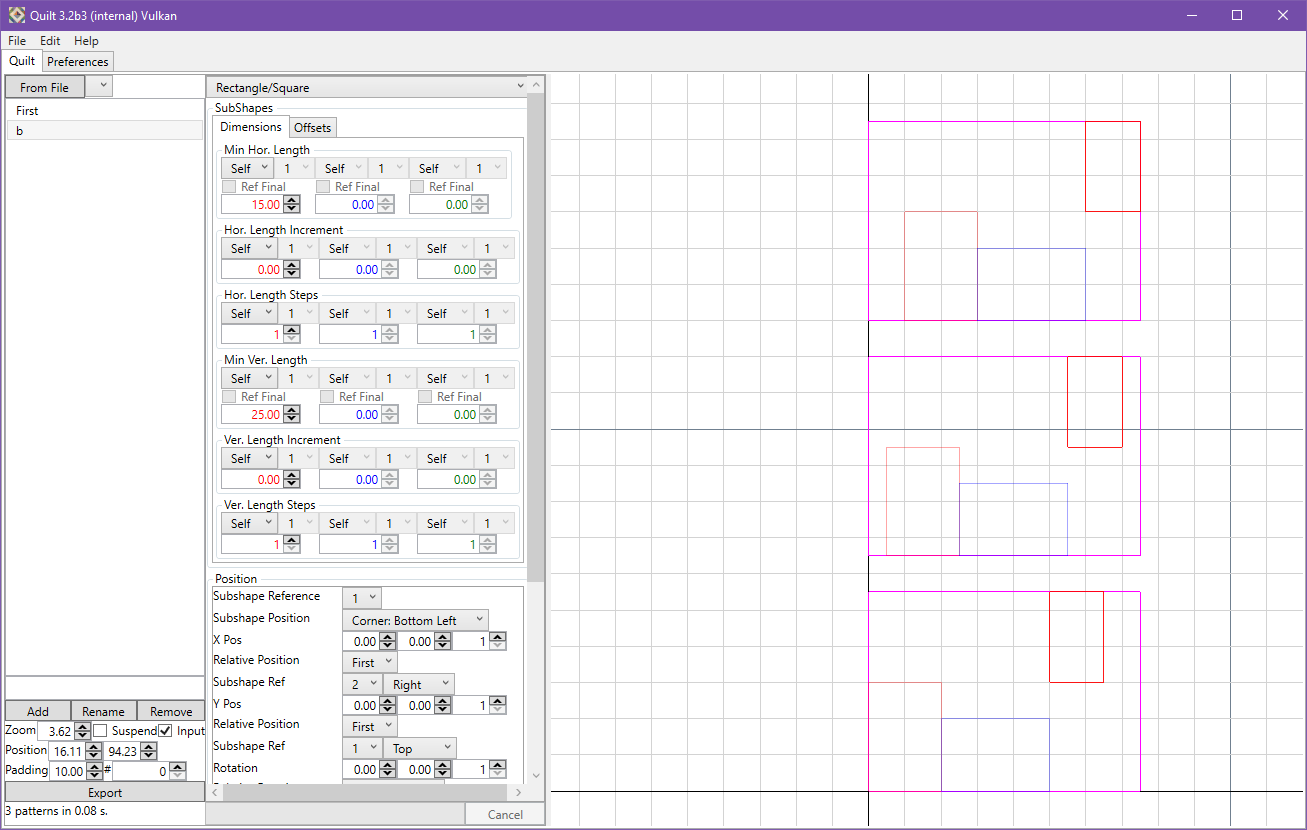 Quilt 3.2b3 (internal) Vulkan
File Edit Help
Quilt Preferences
From File
First
b
Rectangle/Square
SubShapes
Dimensions Offsets
Min Hor. Length
Self 1 Self 1 Self 1
Ref Final Ref Final Ref Final
15.00 0.00 0.00
Hor. Length Increment
Self 1 Self 1 Self 1
0.00 0.00 0.00
Hor. Length Steps
Self 1 Self 1 Self 1
1 1 1
Min Ver. Length
Self 1 Self 1 Self 1
Ref Final Ref Final Ref Final
25.00 0.00 0.00
Ver. Length Increment
Self 1 Self 1 Self 1
0.00 0.00 0.00
Ver. Length Steps
Self 1 Self 1 Self 1
1 1 1
Position
Subshape Reference 1
Subshape Position Corner: Bottom Left
X Pos 0.00 0.00 1
Relative Position First
Subshape Ref 2 Right
Y Pos 0.00 0.00 1
Relative Position First
Subshape Ref 1 Top
Rotation 0.00 0.00 1
Add Rename Remove
Zoom 3.62 Suspend Input
Position 16.11 94.23
Padding 10.00 # 0
Export
3 patterns in 0.08 s.
Cancel